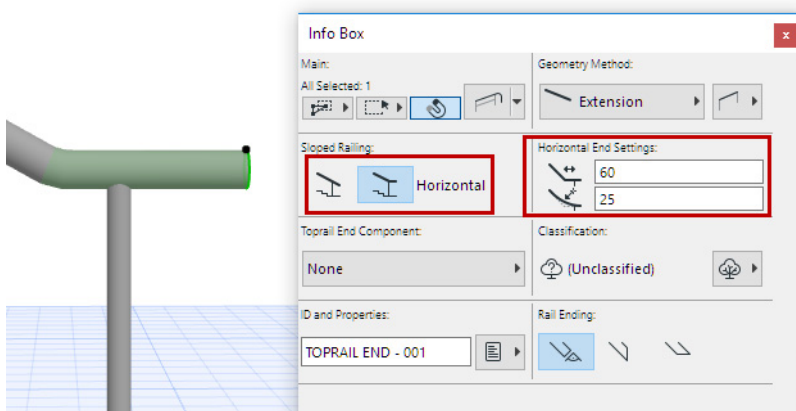 Info Box
x
Main:
Geometry Method:
All Selected: 1
Extension
Sloped Railing:
Horizontal End Settings:
Horizontal
60
25
Toprail End Component:
Classification:
None
(Unclassified)
ID and Properties:
Rail Ending:
TOPRAIL END - 001